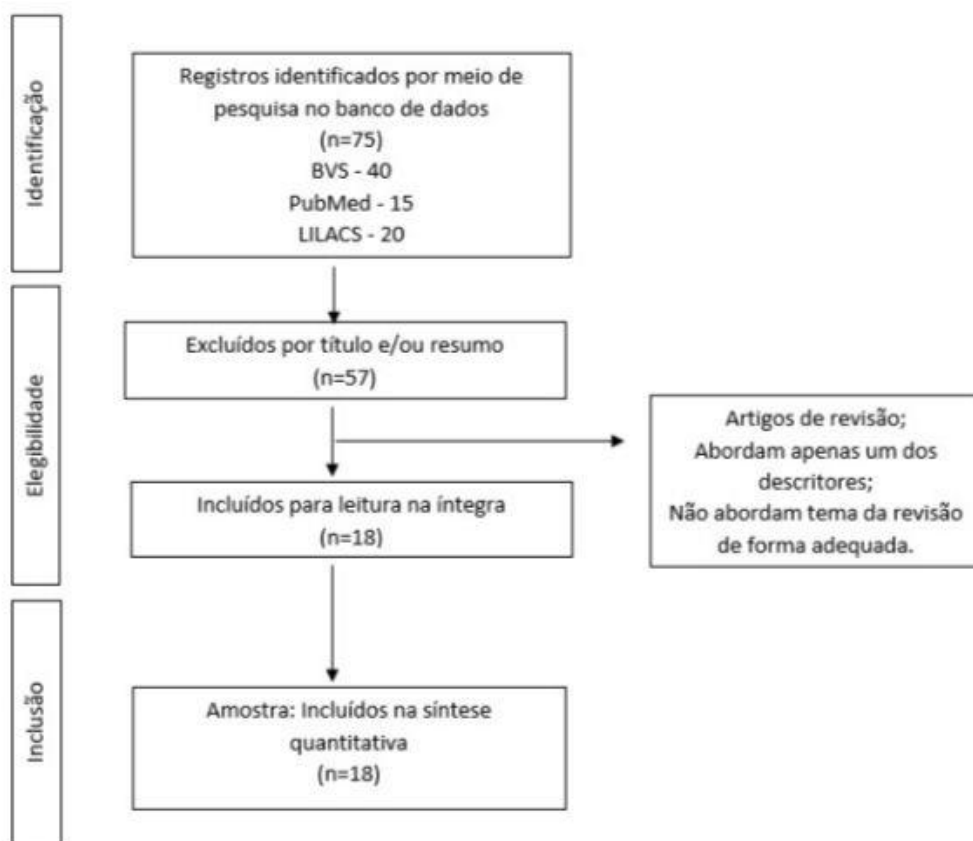 Identificação
Registros identificados por meio de
pesquisa no banco de dados
(n=75)
BVS - 40
PubMed - 15
LILACS - 20
Elegibilidade
Excluídos por título e/ou resumo
(n=57)
Artigos de revisão;
Abordam apenas um dos
descritores;
Não abordam tema da revisão
de forma adequada.
Incluídos para leitura na íntegra
(n=18)
Inclusão
Amostra: Incluídos na síntese
quantitativa
(n=18)